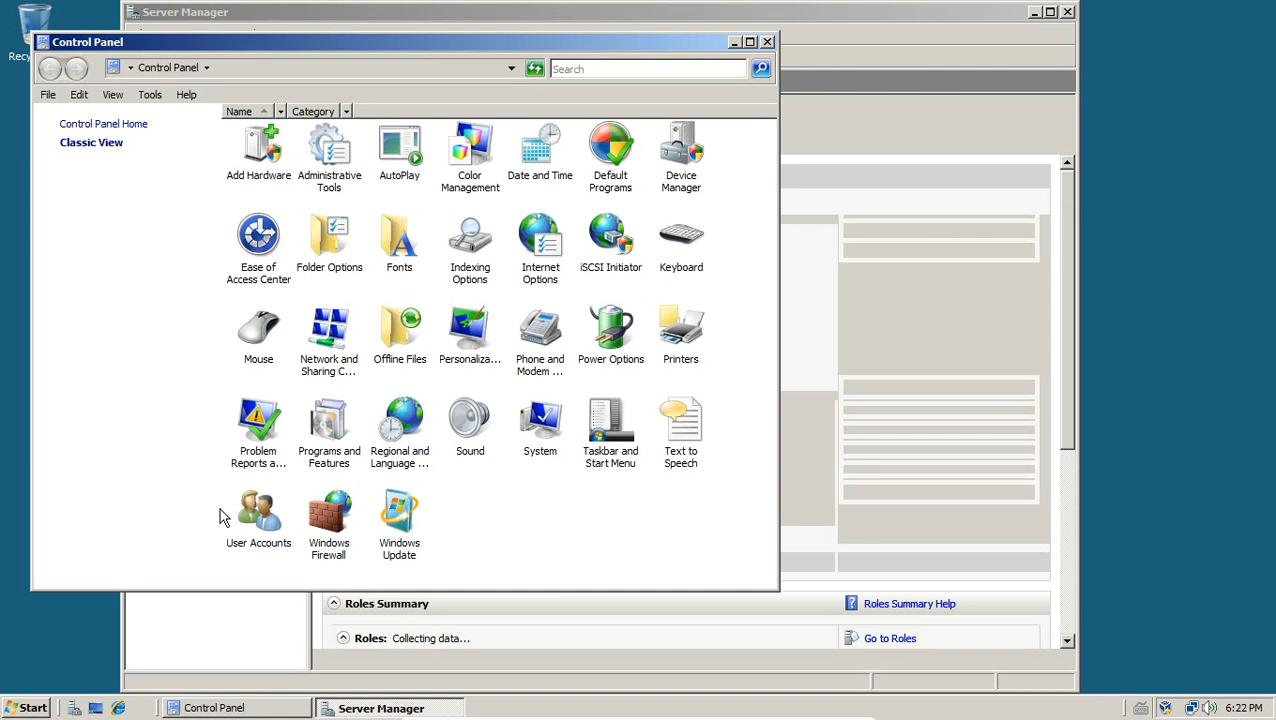 Server Manager
Recy
Control Panel
Control Panel
Search
File Edit View Tools Help
Name Category
Control Panel Home
Classic View
Add Hardware
Administrative
Tools
AutoPlay
Color
Management
Date and Time
Default
Programs
Device
Manager
Ease of
Access Center
Folder Options
Fonts
Indexing
Options
Internet
Options
iSCSI Initiator
Keyboard
Mouse
Network and
Sharing C...
Offline Files
Personaliza...
Phone and
Modem ...
Power Options
Printers
Problem
Reports a...
Programs and
Features
Regional and
Language ...
Sound
System
Taskbar and
Start Menu
Text to
Speech
User Accounts
Windows
Firewall
Windows
Update
Roles Summary
Roles Summary Help
Roles: Collecting data...
Go to Roles
Start
Control Panel
Server Manager
6:22 PM